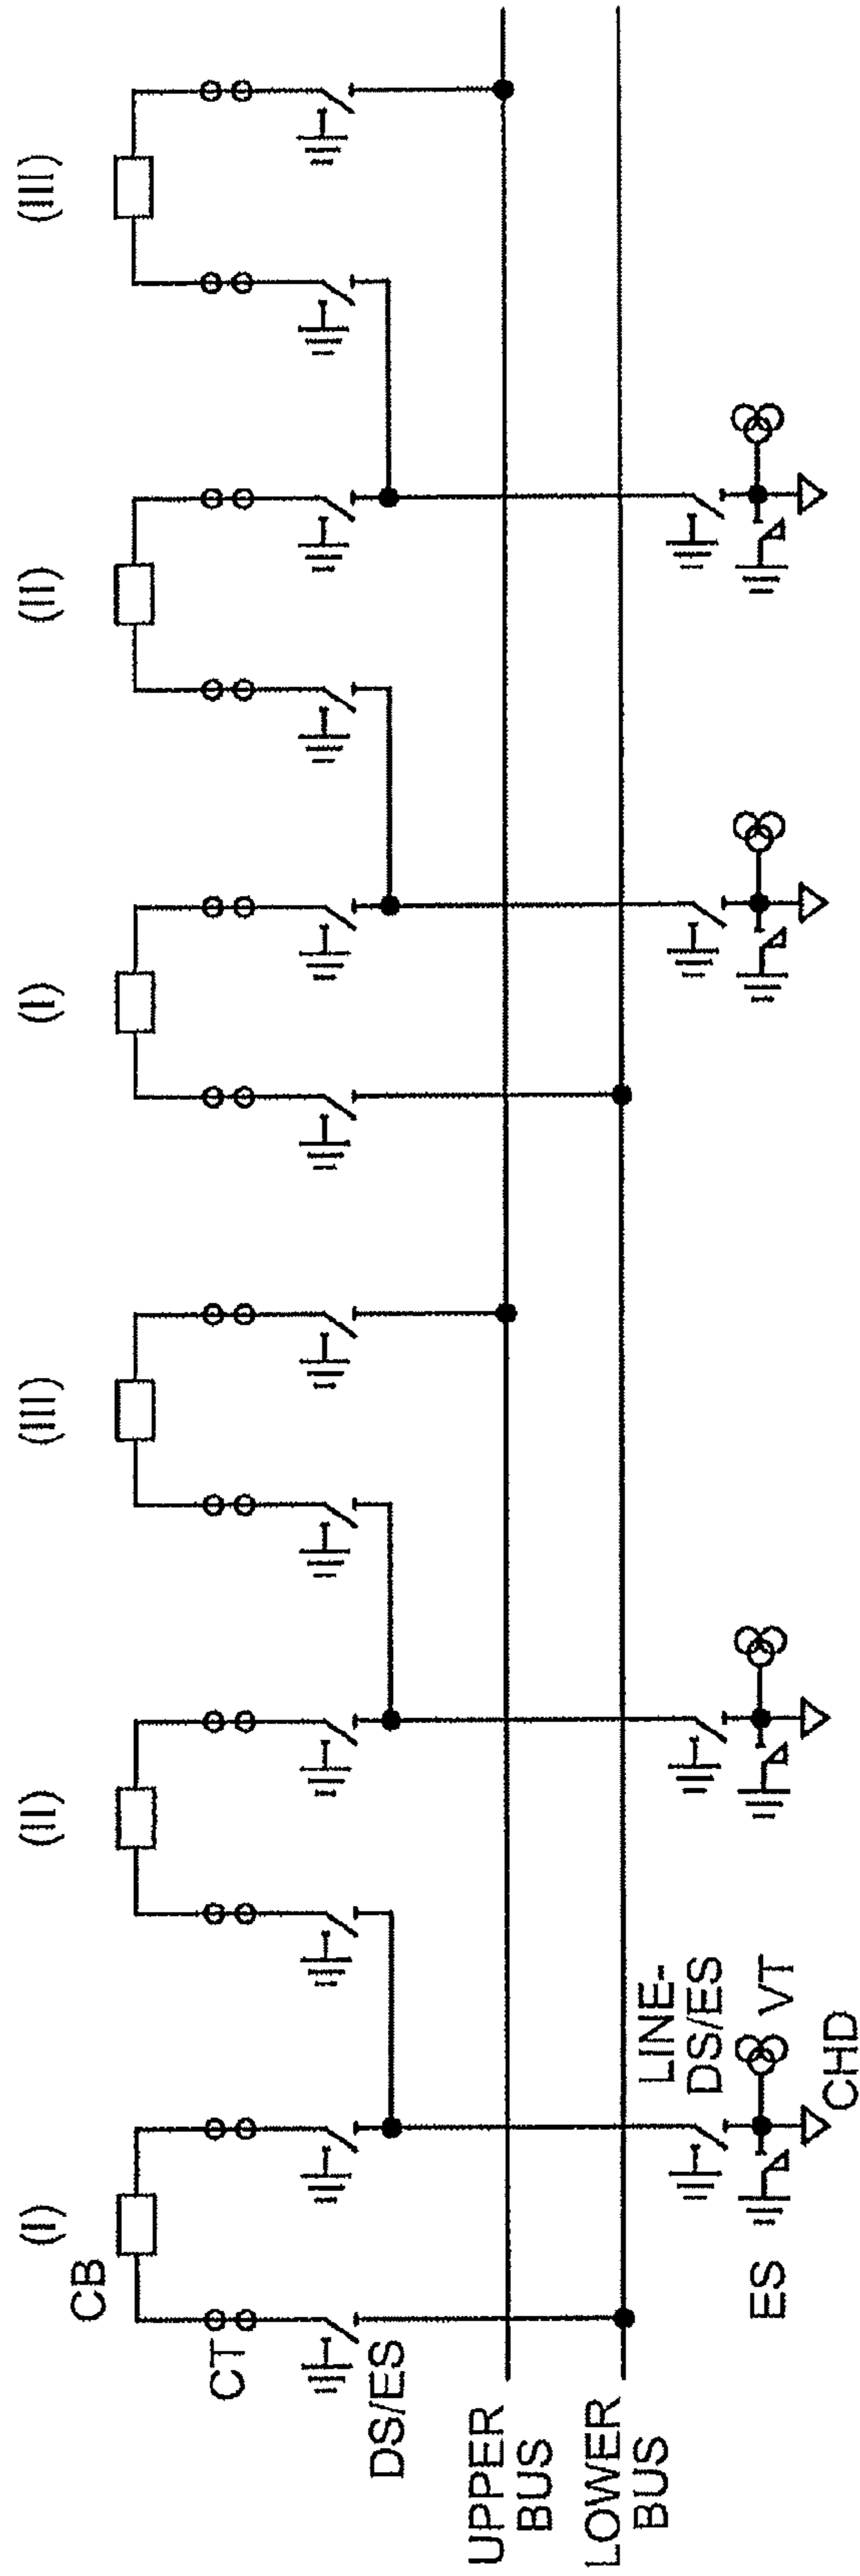 (I)
(II)
(III)
(I)
(II)
(III)
CB
CT
DS/ES
UPPER
BUS
LOWER
BUS
LINE-
DS/ES
ES
VT
CHD